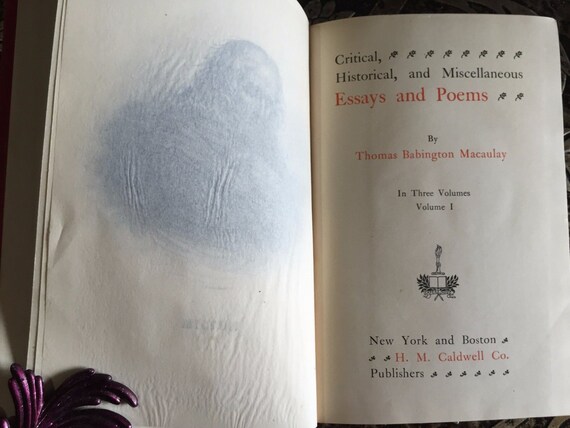 Critical,
Historical, and Miscellaneous
Essays and Poems
By
Thomas Babington Macaulay
In Three Volumes
Volume I
New York and Boston
H. M. Caldwell Co.
Publishers